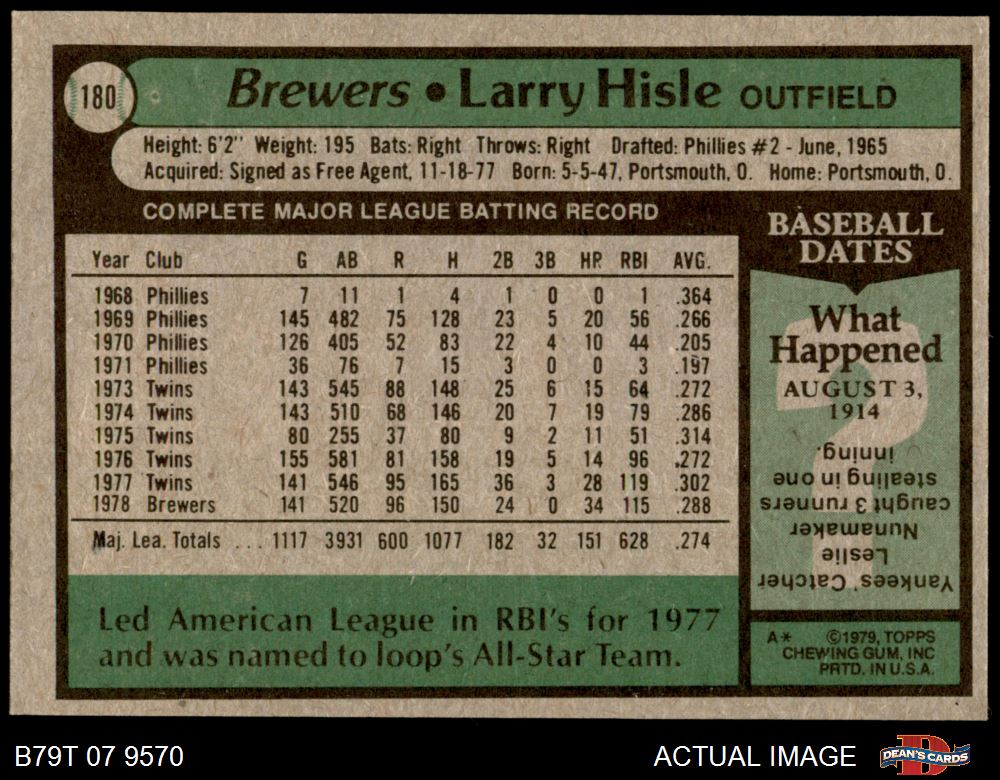 180
Brewers • Larry Hisle OUTFIELD
Height: 6'2" Weight: 195 Bats: Right Throws: Right Drafted: Phillies #2 - June, 1965
Acquired: Signed as Free Agent, 11-18-77 Born: 5-5-47, Portsmouth, O. Home: Portsmouth, O.
COMPLETE MAJOR LEAGUE BATTING RECORD
Year Club G AB R H 2B 3B HR RBI AVG.
1968 Phillies 7 11 1 4 1 0 0 1 .364
1969 Phillies 145 482 75 128 23 5 20 56 .266
1970 Phillies 126 405 52 83 22 4 10 44 .205
1971 Phillies 36 76 7 15 3 0 0 3 .197
1973 Twins 143 545 88 148 25 6 15 64 .272
1974 Twins 143 510 68 146 20 7 19 79 .286
1975 Twins 80 255 37 80 9 2 11 51 .314
1976 Twins 155 581 81 158 19 5 14 96 .272
1977 Twins 141 546 95 165 36 3 28 119 .302
1978 Brewers 141 520 96 150 24 0 34 115 .288
Maj. Lea. Totals ... 1117 3931 600 1077 182 32 151 628 .274
Led American League in RBI's for 1977
and was named to loop's All-Star Team.
BASEBALL
DATES
What
Happened
AUGUST 3,
1914
Yankees' Catcher
Leslie
Nunamaker
caught 3 runners
stealing in one
inning.
A* ©1979, TOPPS
CHEWING GUM, INC
PRTD. IN U.S.A.
B79T 07 9570
ACTUAL IMAGE
DEAN'S CARDS